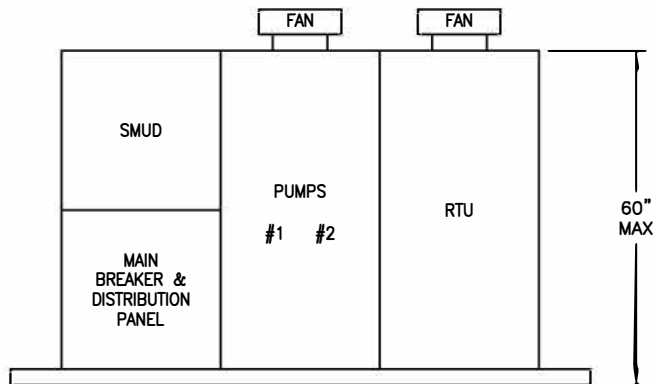 FAN
FAN
SMUD
PUMPS
#1 #2
RTU
MAIN
BREAKER &
DISTRIBUTION
PANEL
60"
MAX